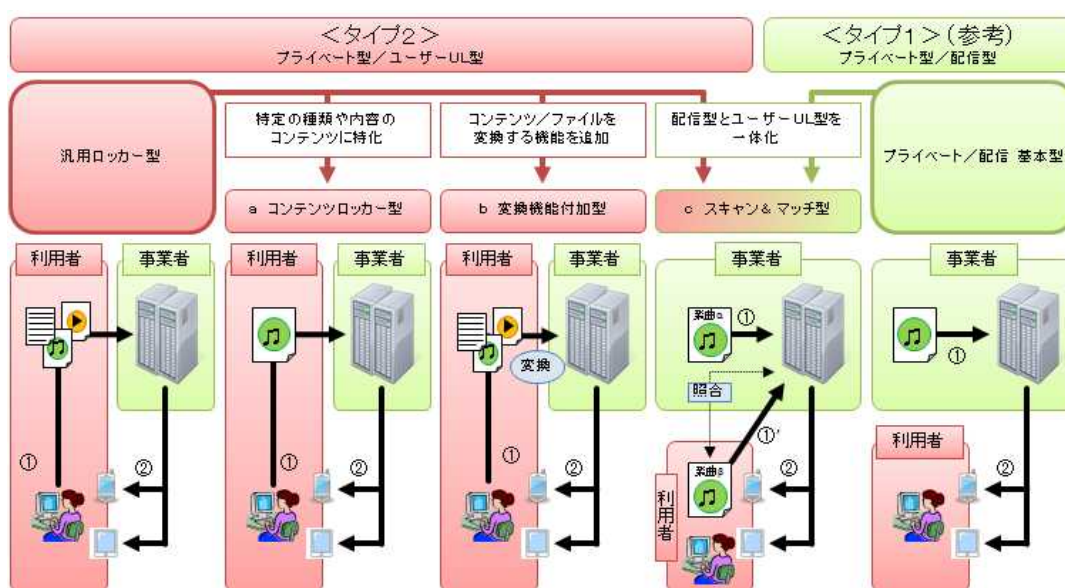 ＜タイプ２＞
プライベート型／ユーザーUL型
＜タイプ１＞（参考）
プライベート型／配信型
汎用ロッカー型
特定の種類や内容の
コンテンツに特化
コンテンツ／ファイルを
変換する機能を追加
配信型とユーザーUL型を
一体化
プライベート／配信 基本型
a コンテンツロッカー型
b 変換機能付加型
c スキャン＆マッチ型
利用者
事業者
①
②
利用者
事業者
①
②
利用者
事業者
変換
①
②
事業者
楽曲α
①
照合
①’
楽曲β
利用者
②
事業者
①
利用者
②